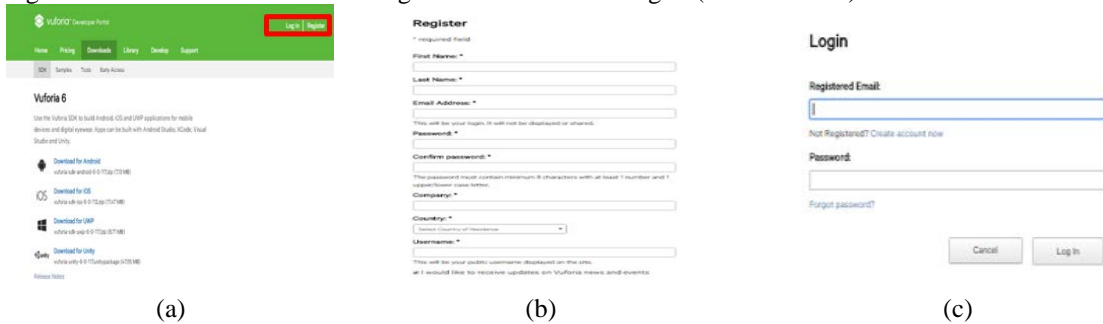 vuforia Developer Portal
Log In | Register
Home Pricing Downloads Library Develop Support
SDK Samples Tools Early Access
Vuforia 6
Use the Vuforia SDK to build Android, iOS and UWP applications for mobile
devices and digital eyewear. Apps can be built with Android Studio, XCode, Visual
Studio and Unity.
Download for Android
Download for iOS
iOS
Download for UWP
Download for Unity
unity
Release Notes
(a)
Register
* required field
First Name: *
Last Name: *
Email Address: *
This will be your login. It will not be displayed or shared.
Password: *
Confirm password: *
The password must contain minimum 8 characters with at least 1 number and 1
upper/lower case letter.
Company: *
Country: *
Select Country of Residence
Username: *
This will be your public username displayed on the site.
I would like to receive updates on Vuforia news and events
(b)
Login
Registered Email:
Not Registered? Create account now
Password:
Forgot password?
Cancel Log In
(c)